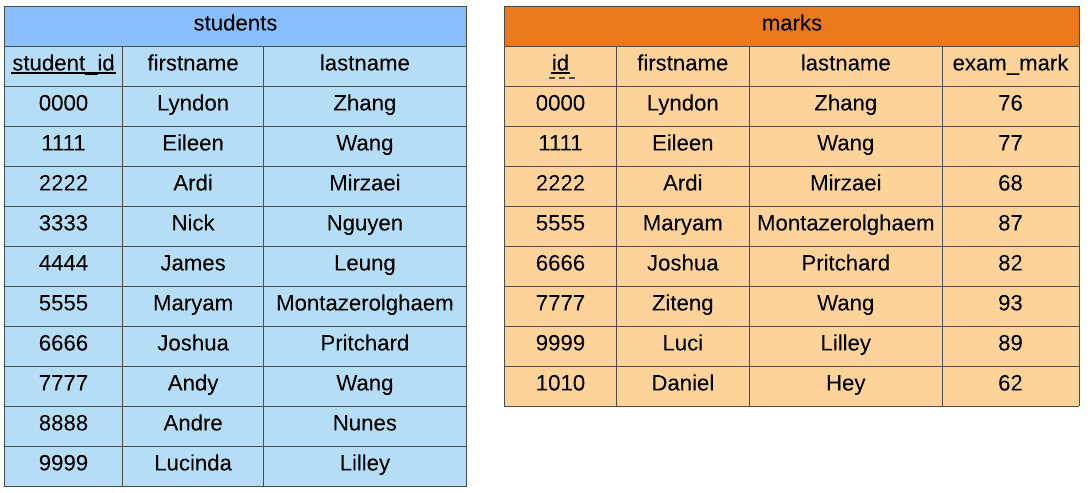 students
student_id firstname lastname
0000 Lyndon Zhang
1111 Eileen Wang
2222 Ardi Mirzaei
3333 Nick Nguyen
4444 James Leung
5555 Maryam Montazerolghaem
6666 Joshua Pritchard
7777 Andy Wang
8888 Andre Nunes
9999 Lucinda Lilley
marks
id firstname lastname exam_mark
0000 Lyndon Zhang 76
1111 Eileen Wang 77
2222 Ardi Mirzaei 68
5555 Maryam Montazerolghaem 87
6666 Joshua Pritchard 82
7777 Ziteng Wang 93
9999 Luci Lilley 89
1010 Daniel Hey 62